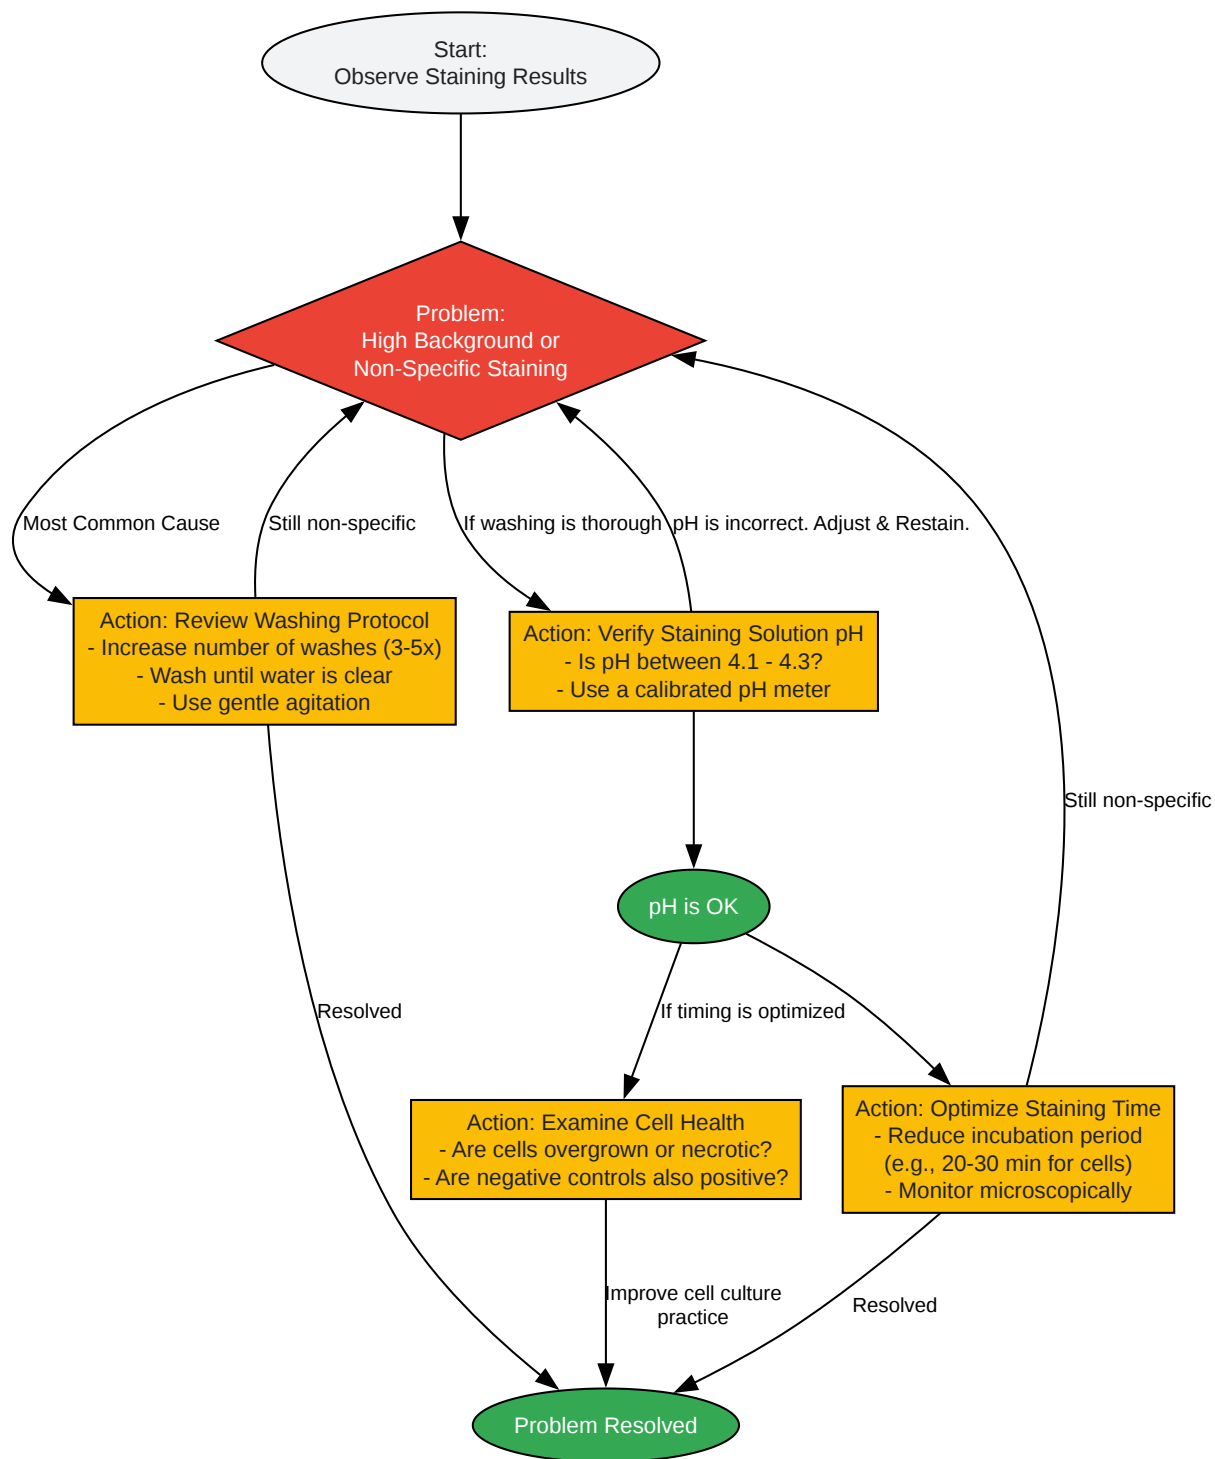 Start:
Observe Staining Results
Problem:
High Background or
Non-Specific Staining
Most Common Cause
Still non-specific
If washing is thorough
pH is incorrect. Adjust & Restain.
Action: Review Washing Protocol
- Increase number of washes (3-5x)
- Wash until water is clear
- Use gentle agitation
Action: Verify Staining Solution pH
- Is pH between 4.1 - 4.3?
- Use a calibrated pH meter
Still non-specific
pH is OK
Resolved
If timing is optimized
Action: Examine Cell Health
- Are cells overgrown or necrotic?
- Are negative controls also positive?
Action: Optimize Staining Time
- Reduce incubation period
(e.g., 20-30 min for cells)
- Monitor microscopically
Improve cell culture
practice
Resolved
Problem Resolved